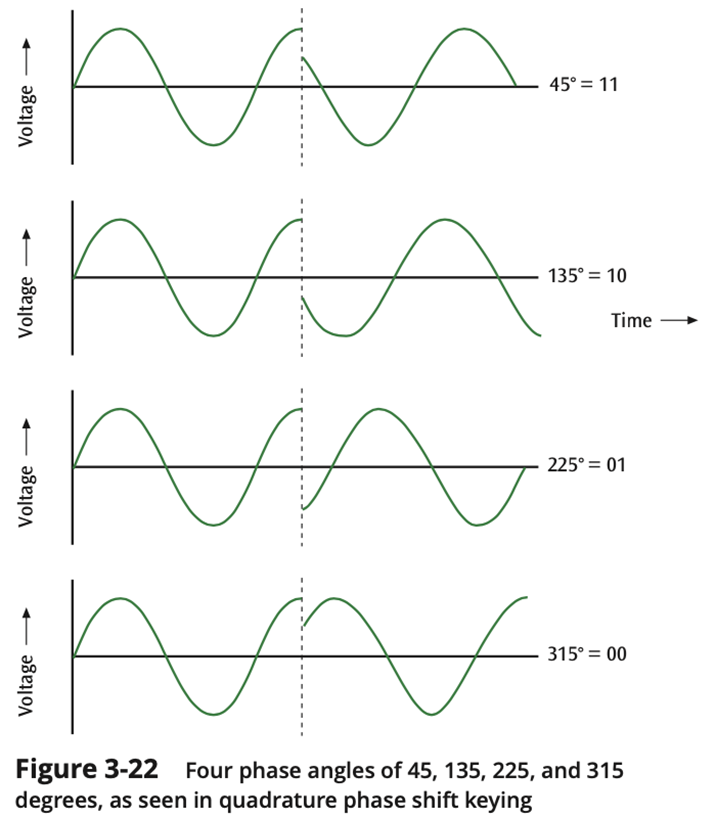 Voltage
45° = 11
Voltage
135° = 10
Time
Voltage
225° = 01
Voltage
315° = 00
Figure 3-22 Four phase angles of 45, 135, 225, and 315
degrees, as seen in quadrature phase shift keying